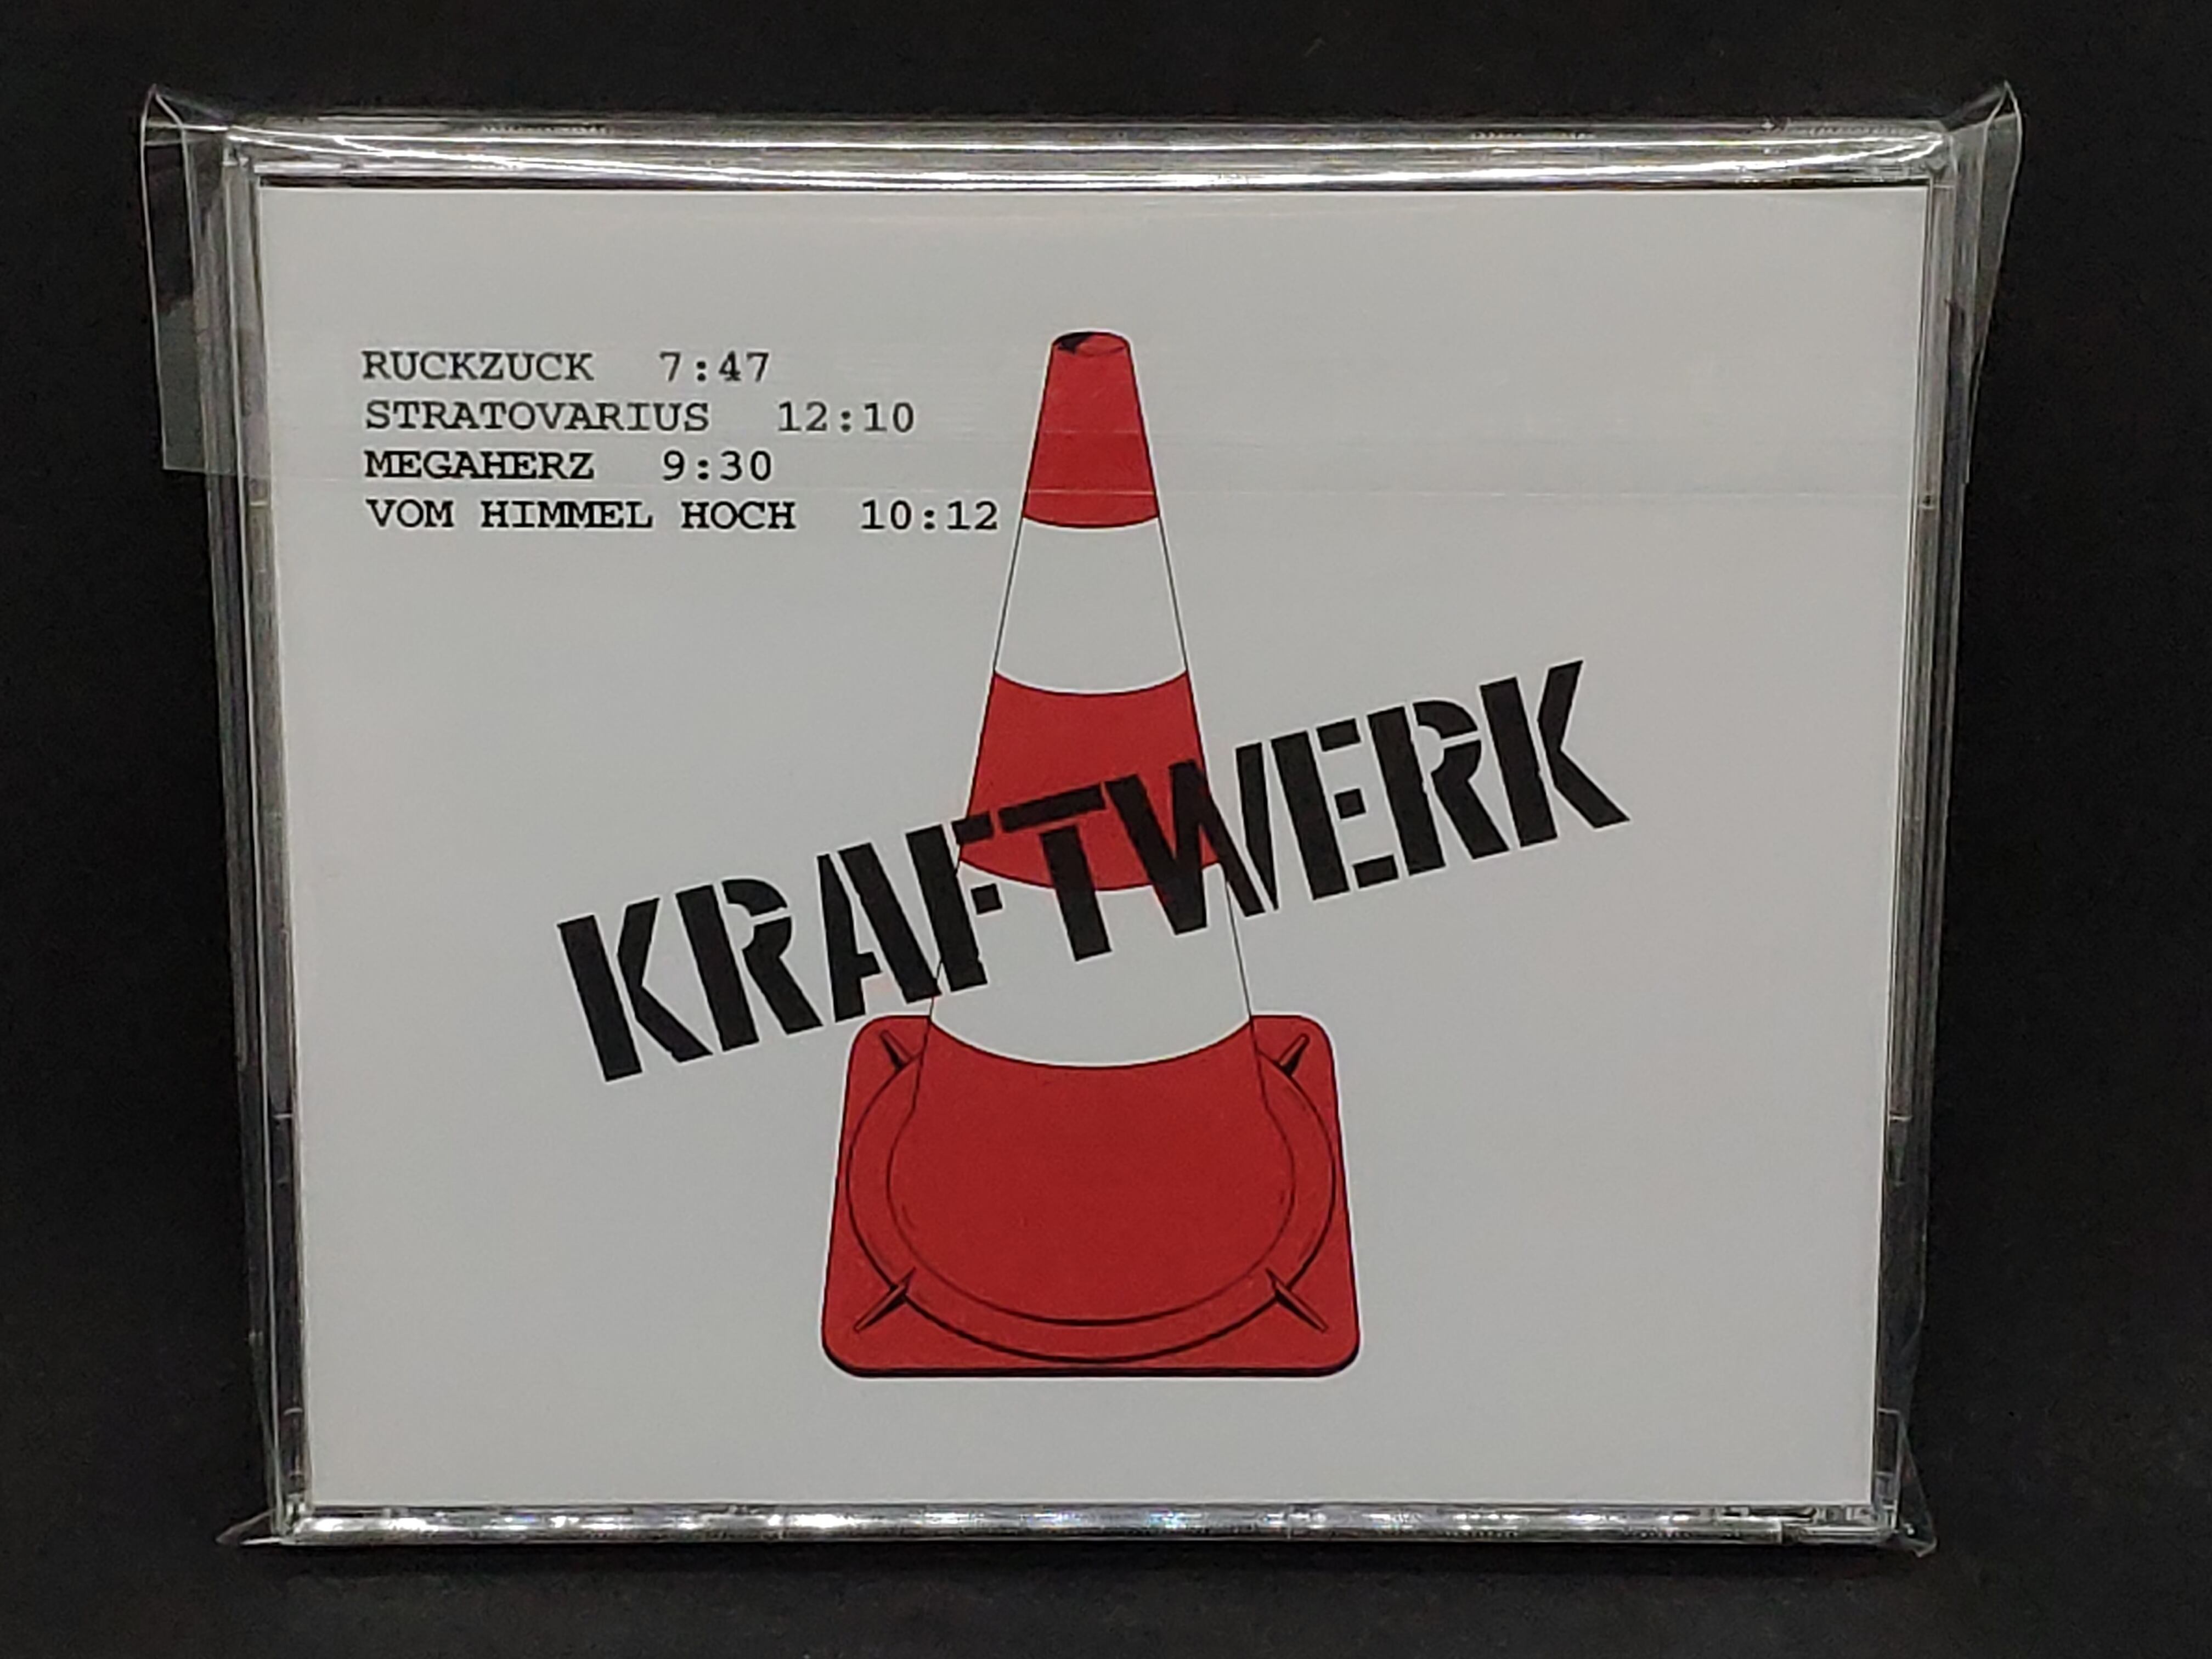 RUCKZUCK 7:47
STRATOVARIUS 12:10
MEGAHERZ 9:30
VOM HIMMEL HOCH 10:12
KRAFTWERK